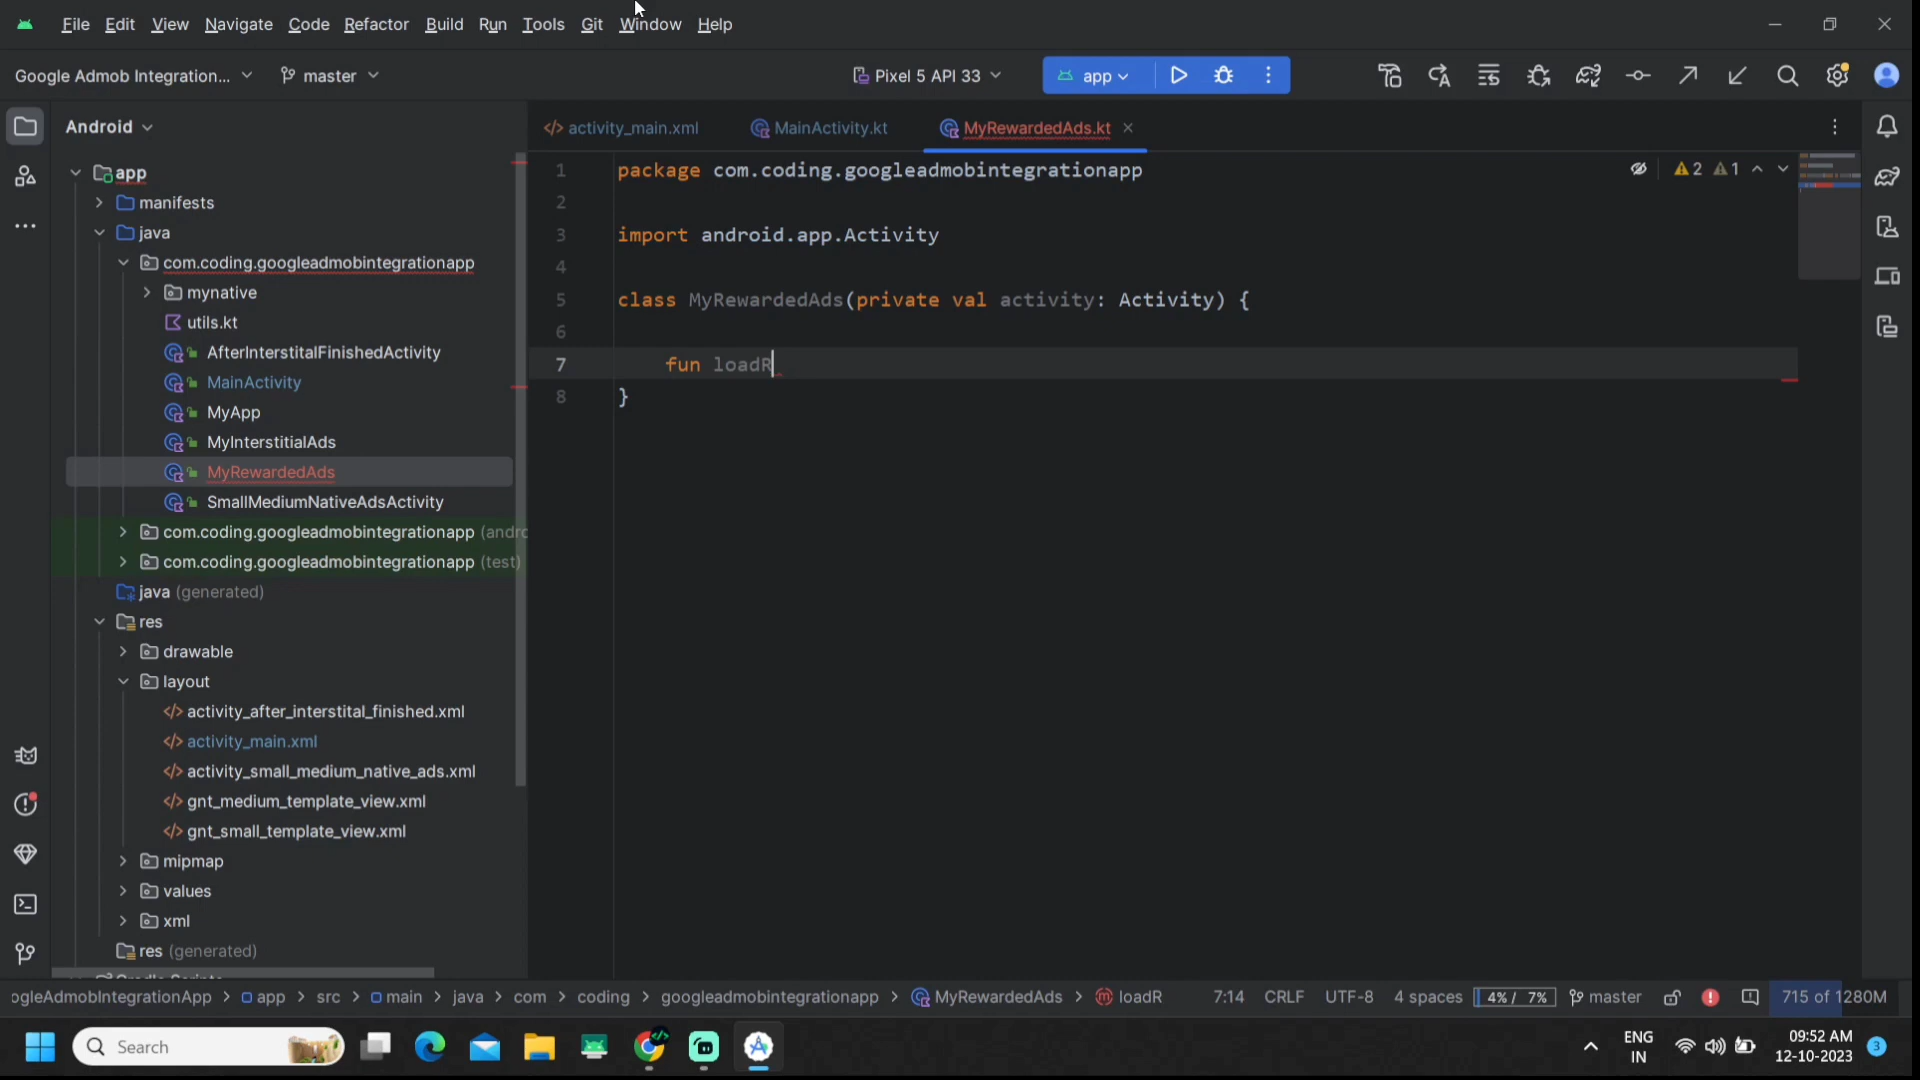 File Edit View Navigate Code Refactor Build Run Tools Git Window Help
Google Admob Integration... master Pixel 5 API 33 app
Android
app
manifests
java
com.coding.googleadmobintegrationapp
mynative
utils.kt
AfterInterstitalFinishedActivity
MainActivity
MyApp
MyInterstitialAds
MyRewardedAds
SmallMediumNativeAdsActivity
com.coding.googleadmobintegrationapp (andro
com.coding.googleadmobintegrationapp (test)
java (generated)
res
drawable
layout
activity_after_interstital_finished.xml
activity_main.xml
activity_small_medium_native_ads.xml
gnt_medium_template_view.xml
gnt_small_template_view.xml
mipmap
values
xml
res (generated)
activity_main.xml MainActivity.kt MyRewardedAds.kt
1 package com.coding.googleadmobintegrationapp
2
3 import android.app.Activity
4
5 class MyRewardedAds(private val activity: Activity) {
6
7 fun loadR
8 }
2 1
ogleAdmobIntegrationApp > app > src > main > java > com > coding > googleadmobintegrationapp > MyRewardedAds > loadR 7:14 CRLF UTF-8 4 spaces 4% / 7% master 715 of 1280M
Search
ENG
IN
09:52 AM
12-10-2023
3